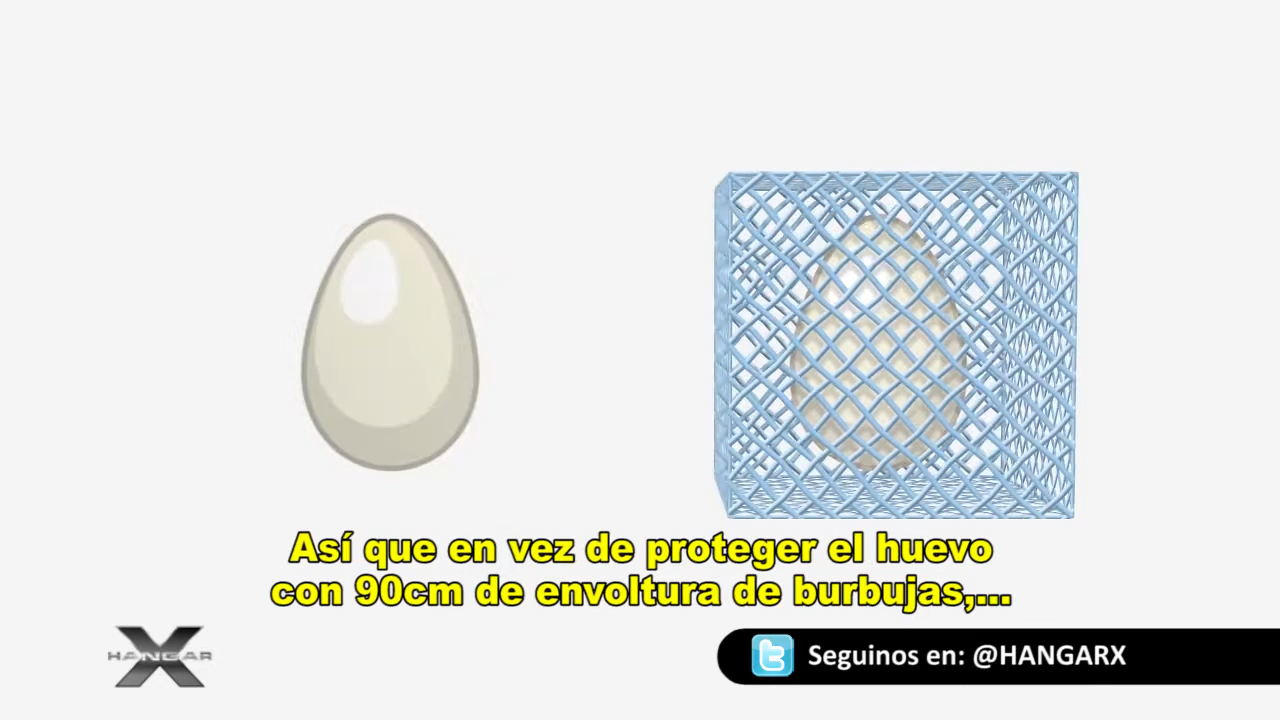 Así que en vez de proteger el huevo
con 90cm de envoltura de burbujas,...
HANGAR X
Seguinos en: @HANGARX